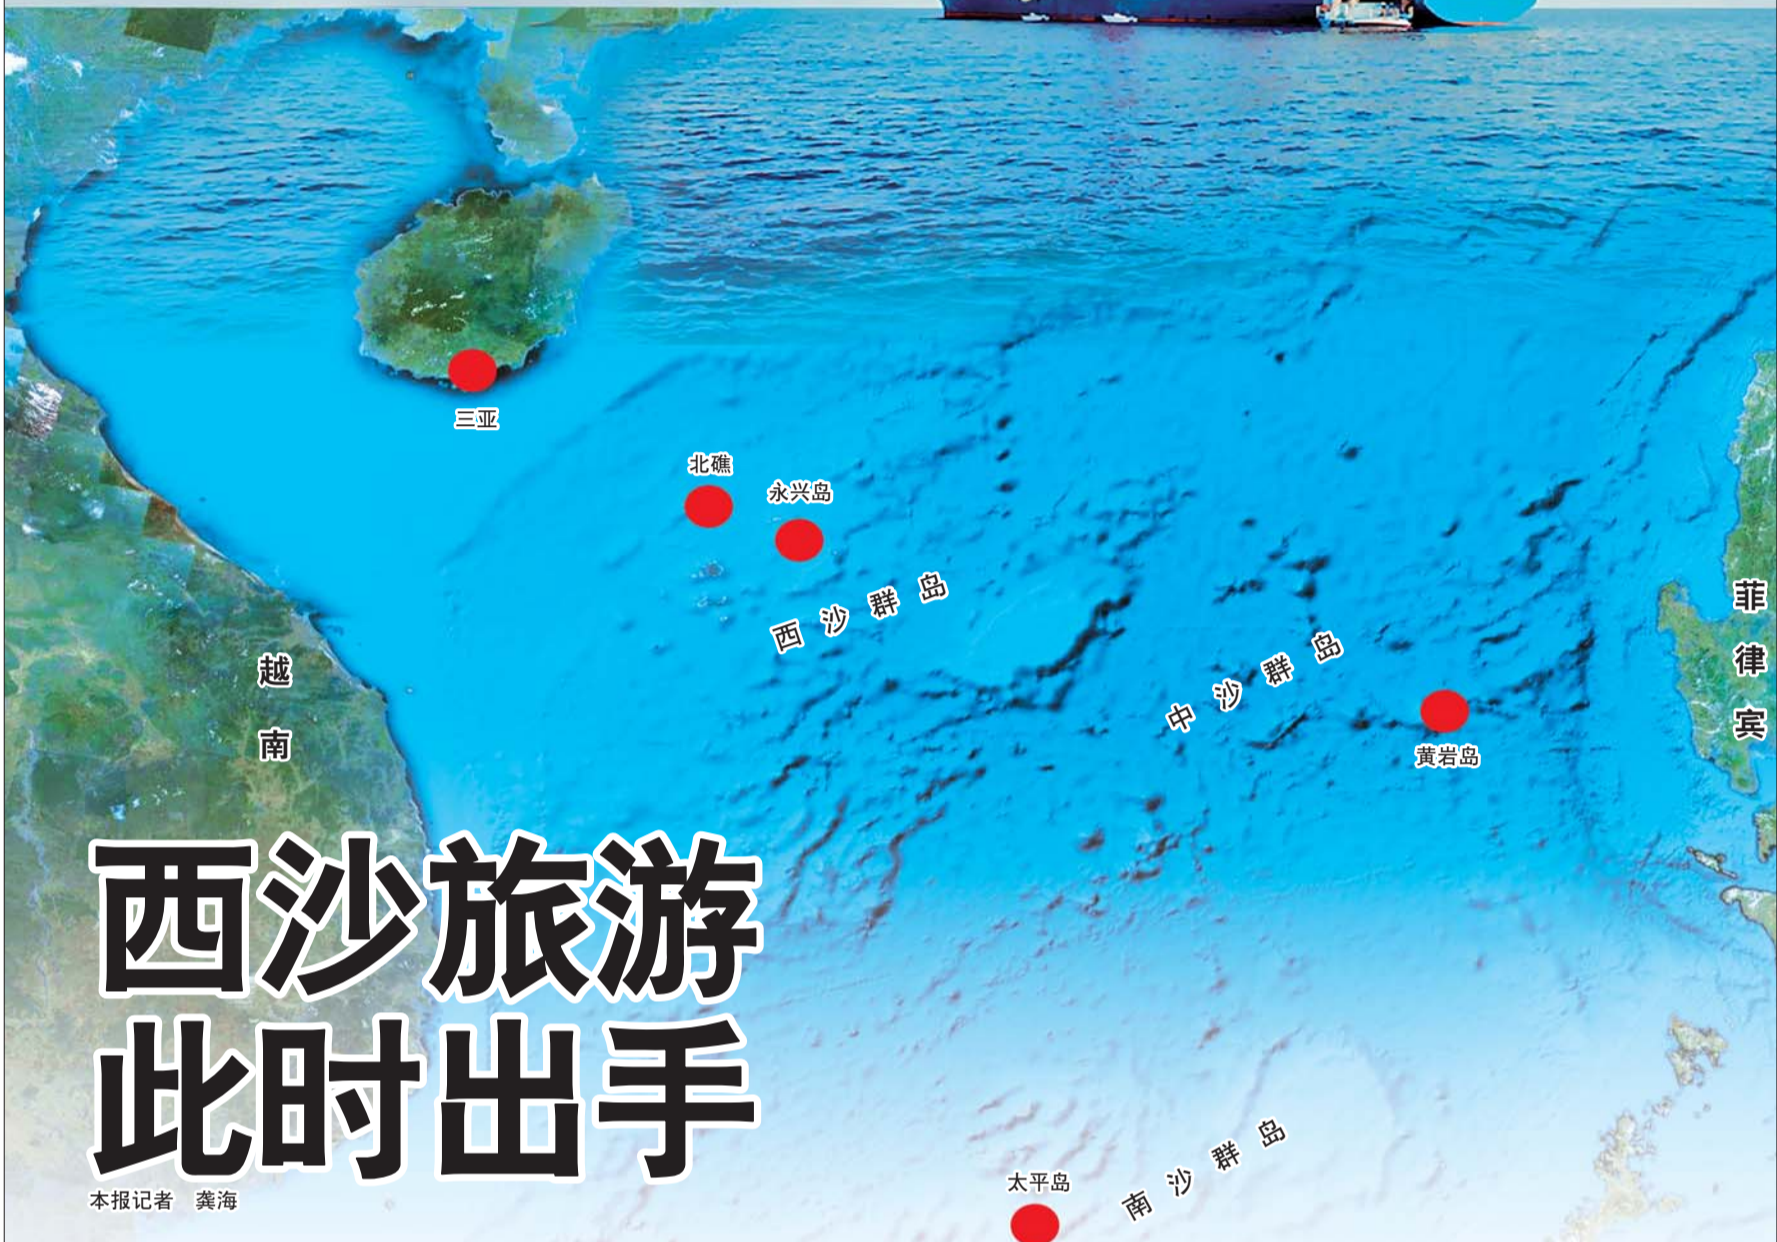 三亚
北礁
永兴岛
西沙群岛
中沙群岛
黄岩岛
菲律宾
越南
西沙旅游
此时出手
本报记者 龚海
太平岛
南沙群岛